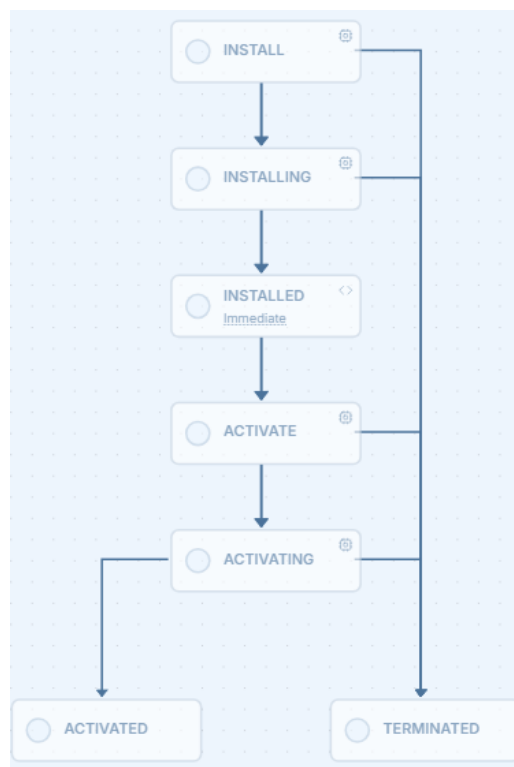 INSTALL
INSTALLING
INSTALLED
Immediate
ACTIVATE
ACTIVATING
ACTIVATED
TERMINATED